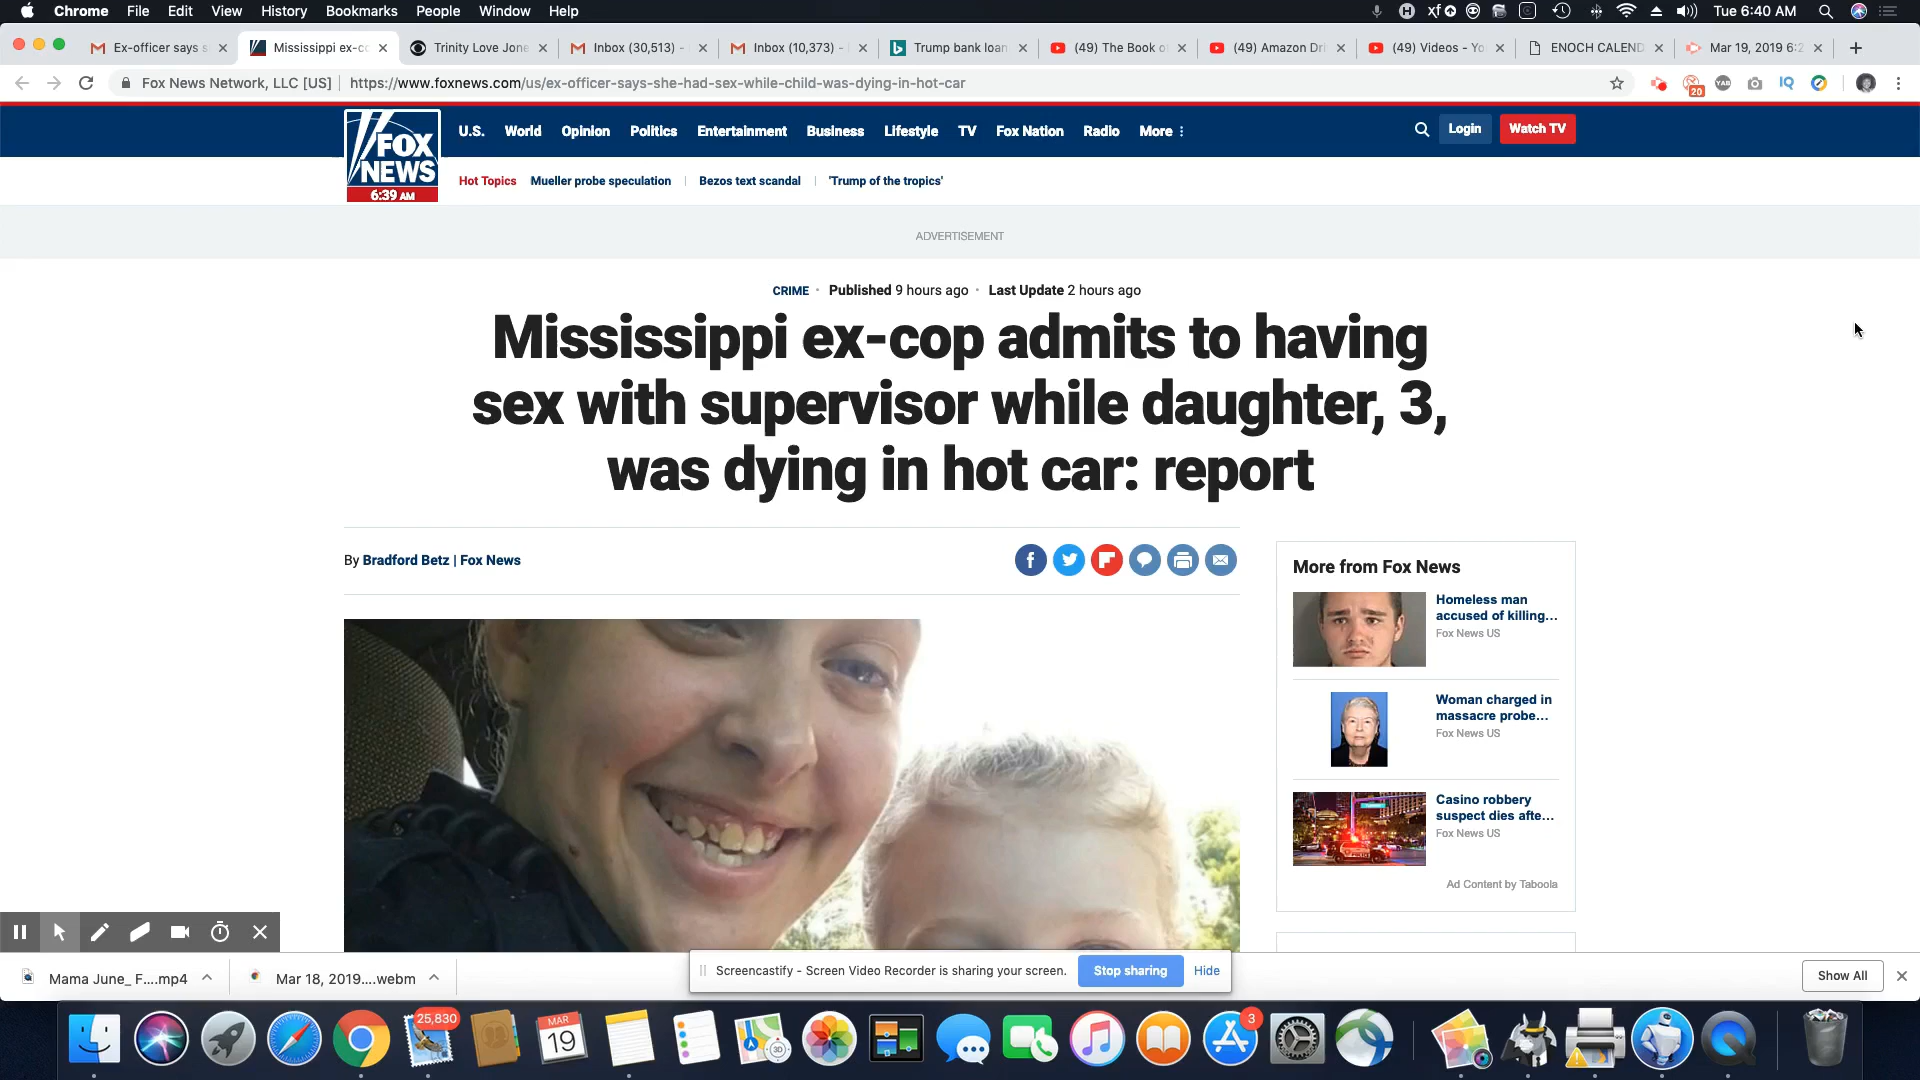 Chrome File Edit View History Bookmarks People Window Help
Tue 6:40 AM
Ex-officer says s
Mississippi ex-c
Trinity Love Jone
Inbox (30,513) -
Inbox (10,373) -
Trump bank loan
(49) The Book o
(49) Amazon Dri
(49) Videos - Yo
ENOCH CALEND
Mar 19, 2019 6:2
Fox News Network, LLC [US] | https://www.foxnews.com/us/ex-officer-says-she-had-sex-while-child-was-dying-in-hot-car
20
FOX
NEWS
6:39 AM
U.S. World Opinion Politics Entertainment Business Lifestyle TV Fox Nation Radio More
Login
Watch TV
Hot Topics Mueller probe speculation Bezos text scandal 'Trump of the tropics'
ADVERTISEMENT
CRIME · Published 9 hours ago · Last Update 2 hours ago
Mississippi ex-cop admits to having
sex with supervisor while daughter, 3,
was dying in hot car: report
By Bradford Betz | Fox News
More from Fox News
Homeless man
accused of killing...
Fox News US
Woman charged in
massacre probe...
Fox News US
Casino robbery
suspect dies afte...
Fox News US
Ad Content by Taboola
Screencastify - Screen Video Recorder is sharing your screen.
Stop sharing
Hide
Mama June_ F....mp4
Mar 18, 2019....webm
Show All
25,830
MAR
19
3D
3